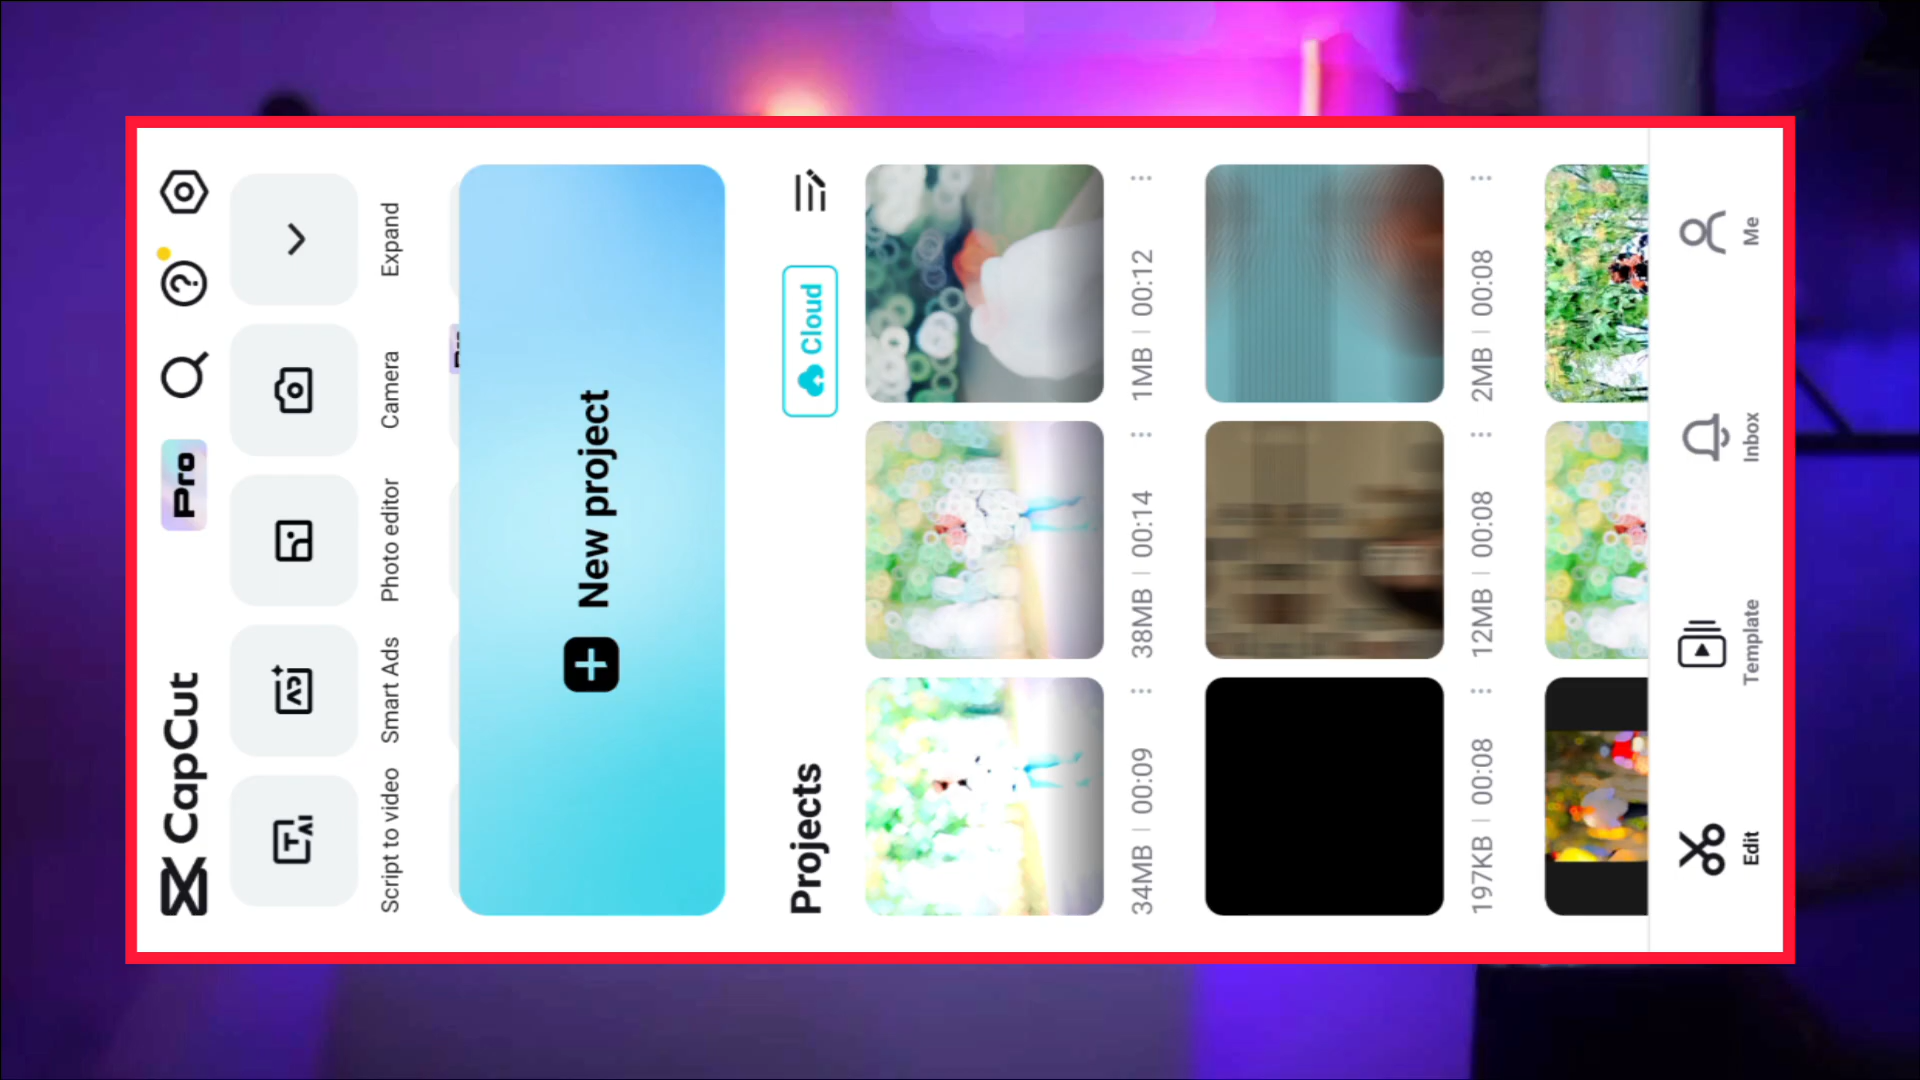 CapCut
Pro
Script to video
Smart Ads
Photo editor
Camera
Expand
New project
Projects
Cloud
34MB | 00:09
38MB | 00:14
1MB | 00:12
197KB | 00:08
12MB | 00:08
2MB | 00:08
Edit
Template
Inbox
Me